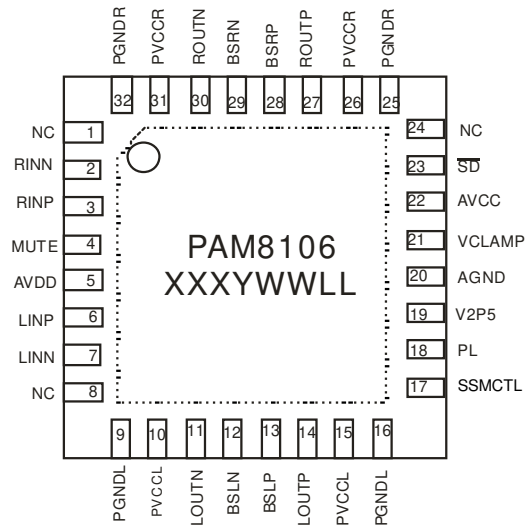 PGNDR PVCCR ROUTN BSRN BSRP ROUTP PVCCR PGNDR
32 31 30 29 28 27 26 25
NC 1
RINN 2
RINP 3
MUTE 4
AVDD 5
LINP 6
LINN 7
NC 8
PAM8106
XXXYWWLL
24 NC
23 SD
22 AVCC
21 VCLAMP
20 AGND
19 V2P5
18 PL
17 SSMCTL
9 10 11 12 13 14 15 16
PGNDL PVCCL LOUTN BSLN BSLP LOUTP PVCCL PGNDL